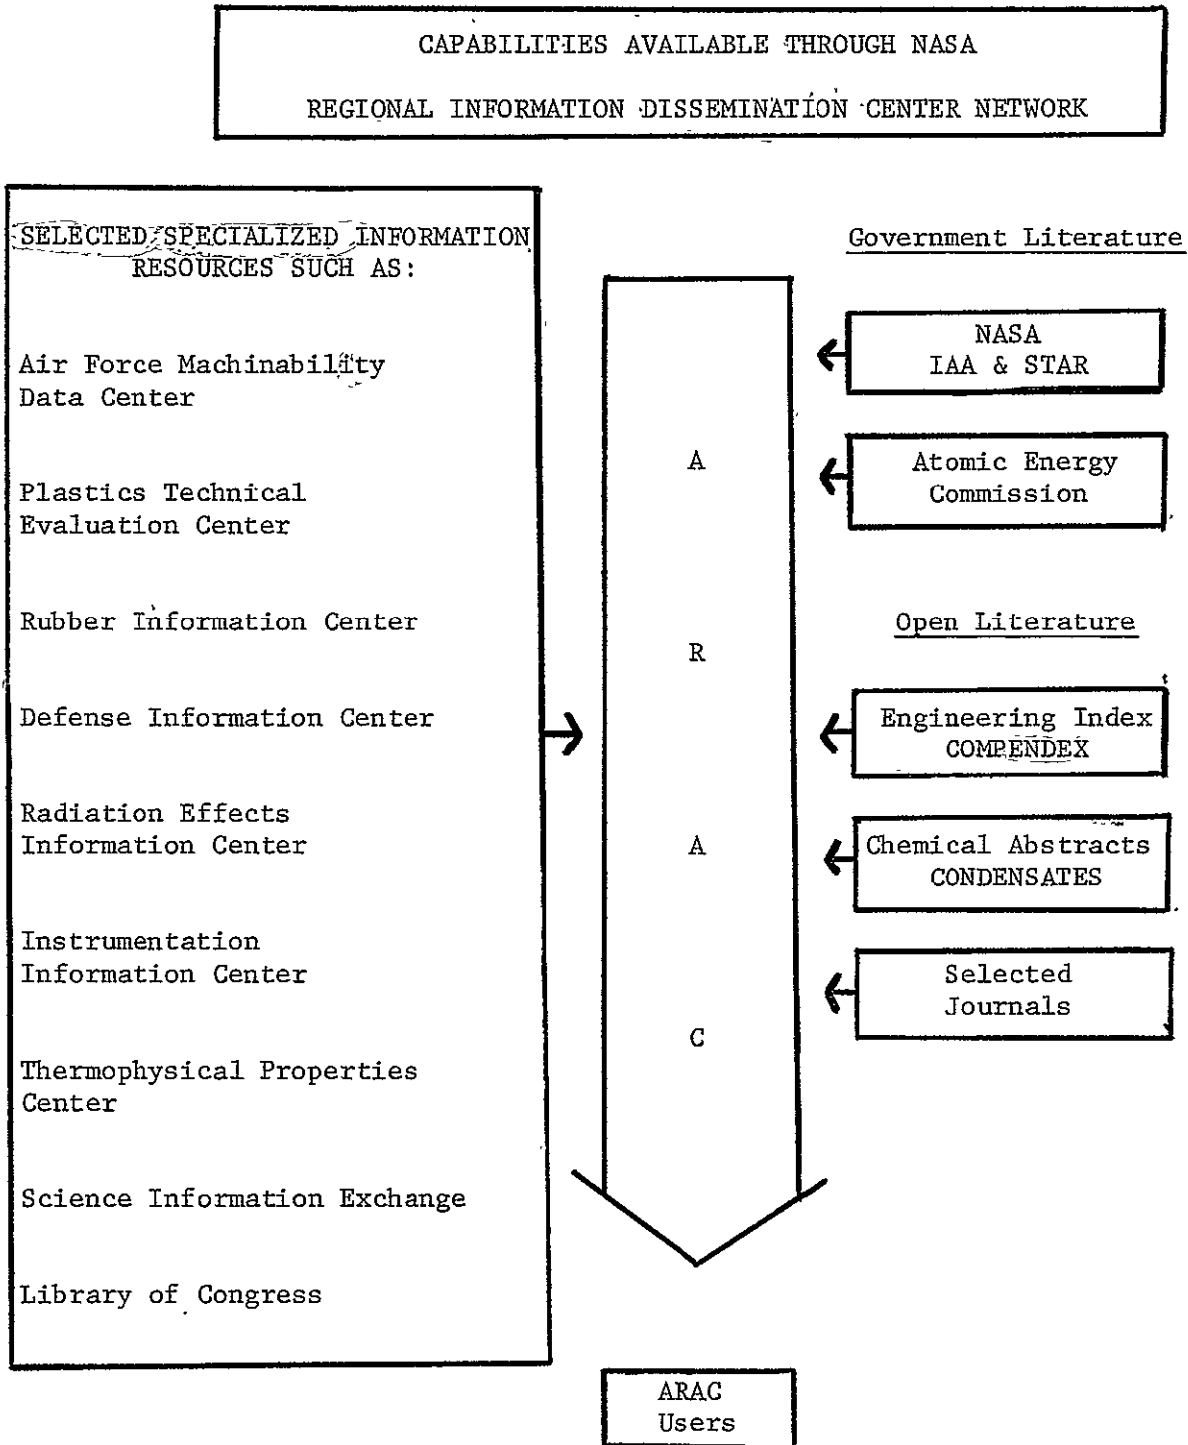 CAPABILITIES AVAILABLE THROUGH NASA
REGIONAL INFORMATION DISSEMINATION CENTER NETWORK
SELECTED SPECIALIZED INFORMATION
RESOURCES SUCH AS:
Air Force Machinability
Data Center
Plastics Technical
Evaluation Center
Rubber Information Center
Defense Information Center
Radiation Effects
Information Center
Instrumentation
Information Center
Thermophysical Properties
Center
Science Information Exchange
Library of Congress
A
R
A
C
Government Literature
NASA
IAA & STAR
Atomic Energy
Commission
Open Literature
Engineering Index
COMPENDEX
Chemical Abstracts
CONDENSATES
Selected
Journals
ARAC
Users